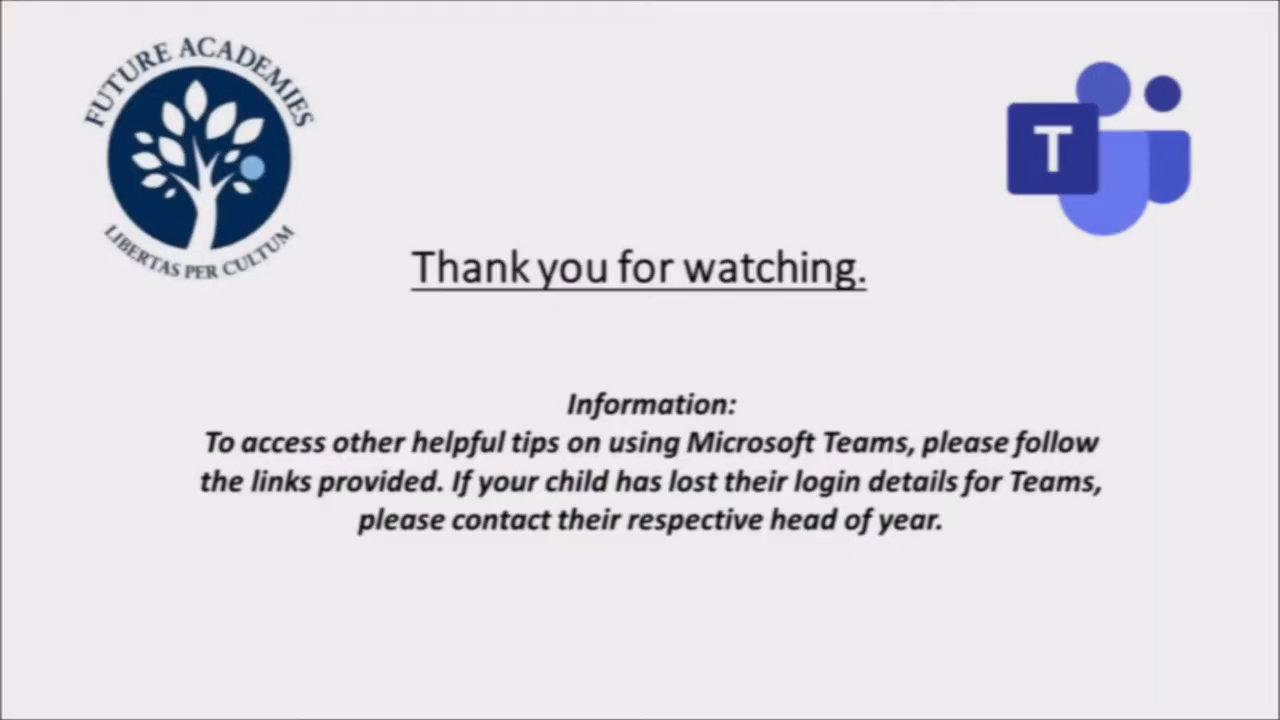 FUTURE ACADEMIES
LIBERTAS PER CULTUM
T
Thank you for watching.
Information:
To access other helpful tips on using Microsoft Teams, please follow
the links provided. If your child has lost their login details for Teams,
please contact their respective head of year.